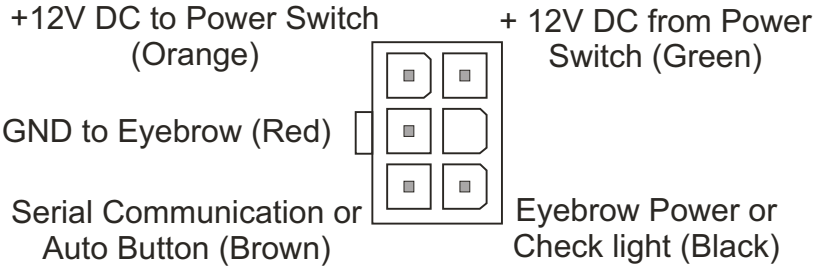 +12V DC to Power Switch
(Orange)
+ 12V DC from Power
Switch (Green)
GND to Eyebrow (Red)
Serial Communication or
Auto Button (Brown)
Eyebrow Power or
Check light (Black)